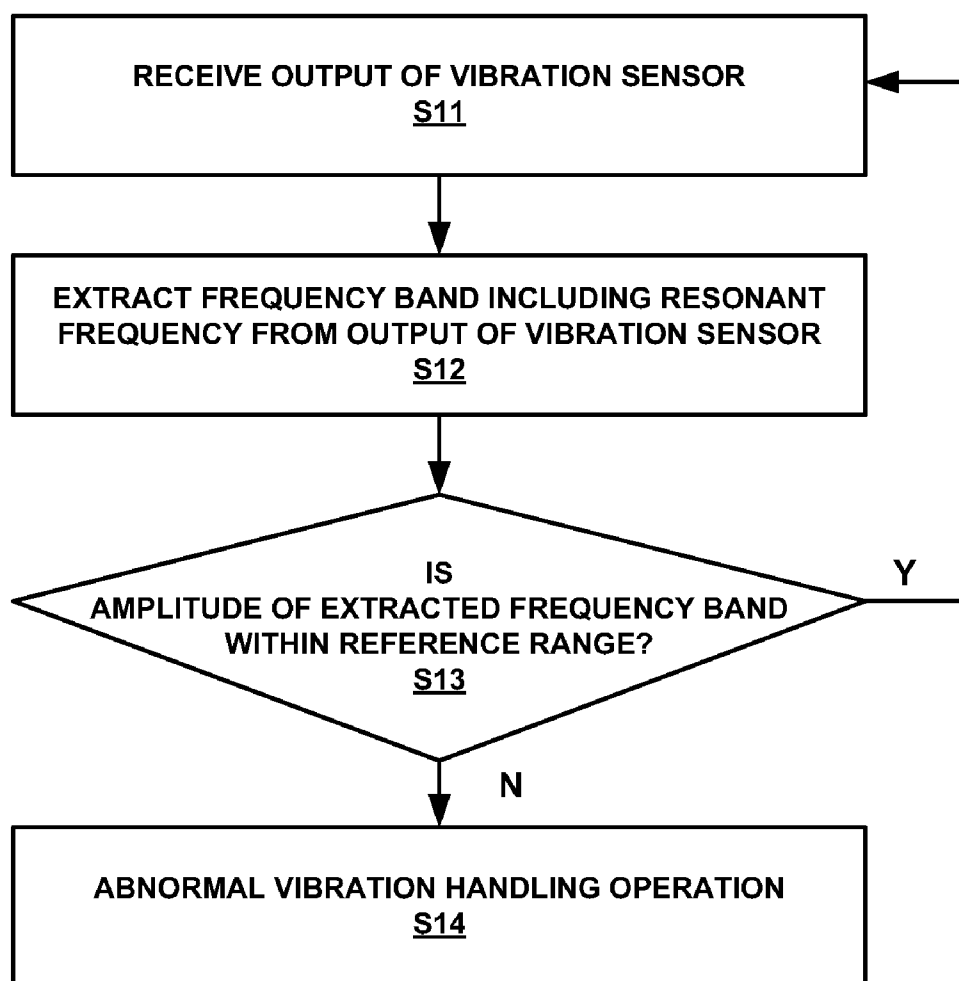 RECEIVE OUTPUT OF VIBRATION SENSOR
S11
EXTRACT FREQUENCY BAND INCLUDING RESONANT
FREQUENCY FROM OUTPUT OF VIBRATION SENSOR
S12
IS
AMPLITUDE OF EXTRACTED FREQUENCY BAND
WITHIN REFERENCE RANGE?
S13
Y
N
ABNORMAL VIBRATION HANDLING OPERATION
S14